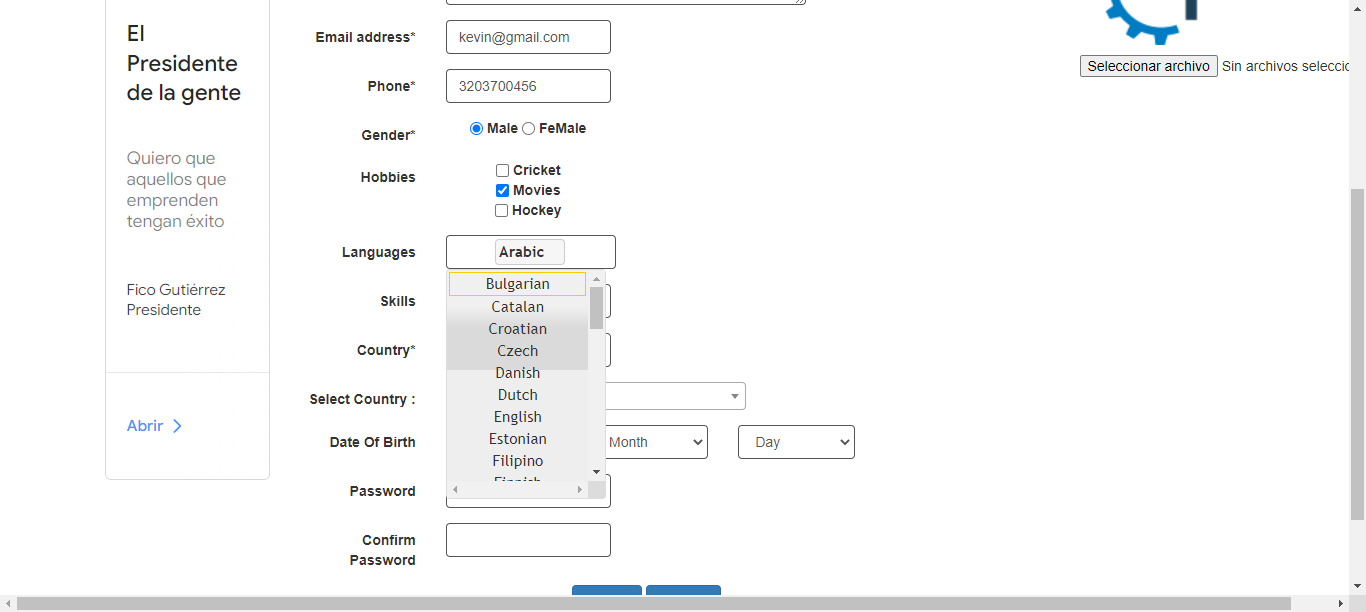 El
Presidente
de la gente
Quiero que
aquellos que
emprenden
tengan éxito
Fico Gutiérrez
Presidente
Abrir
Email address*
kevin@gmail.com
Phone*
3203700456
Gender*
Male FeMale
Hobbies
Cricket
Movies
Hockey
Languages
Arabic
Bulgarian
Catalan
Croatian
Czech
Danish
Dutch
English
Estonian
Filipino
Skills
Country*
Select Country :
Date Of Birth
Month
Day
Password
Confirm
Password
Seleccionar archivo Sin archivos